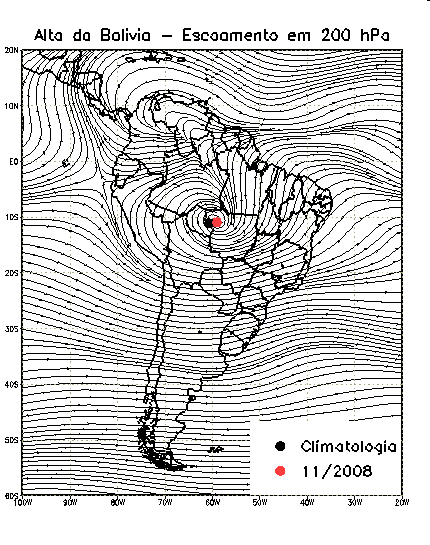 Alta da Bolivia – Escoamento em 200 hPa
20N
10N
EQ
10S
20S
30S
40S
50S
60S
Climatologia
11/2008
100W 90W 80W 70W 60W 50W 40W 30W 20W